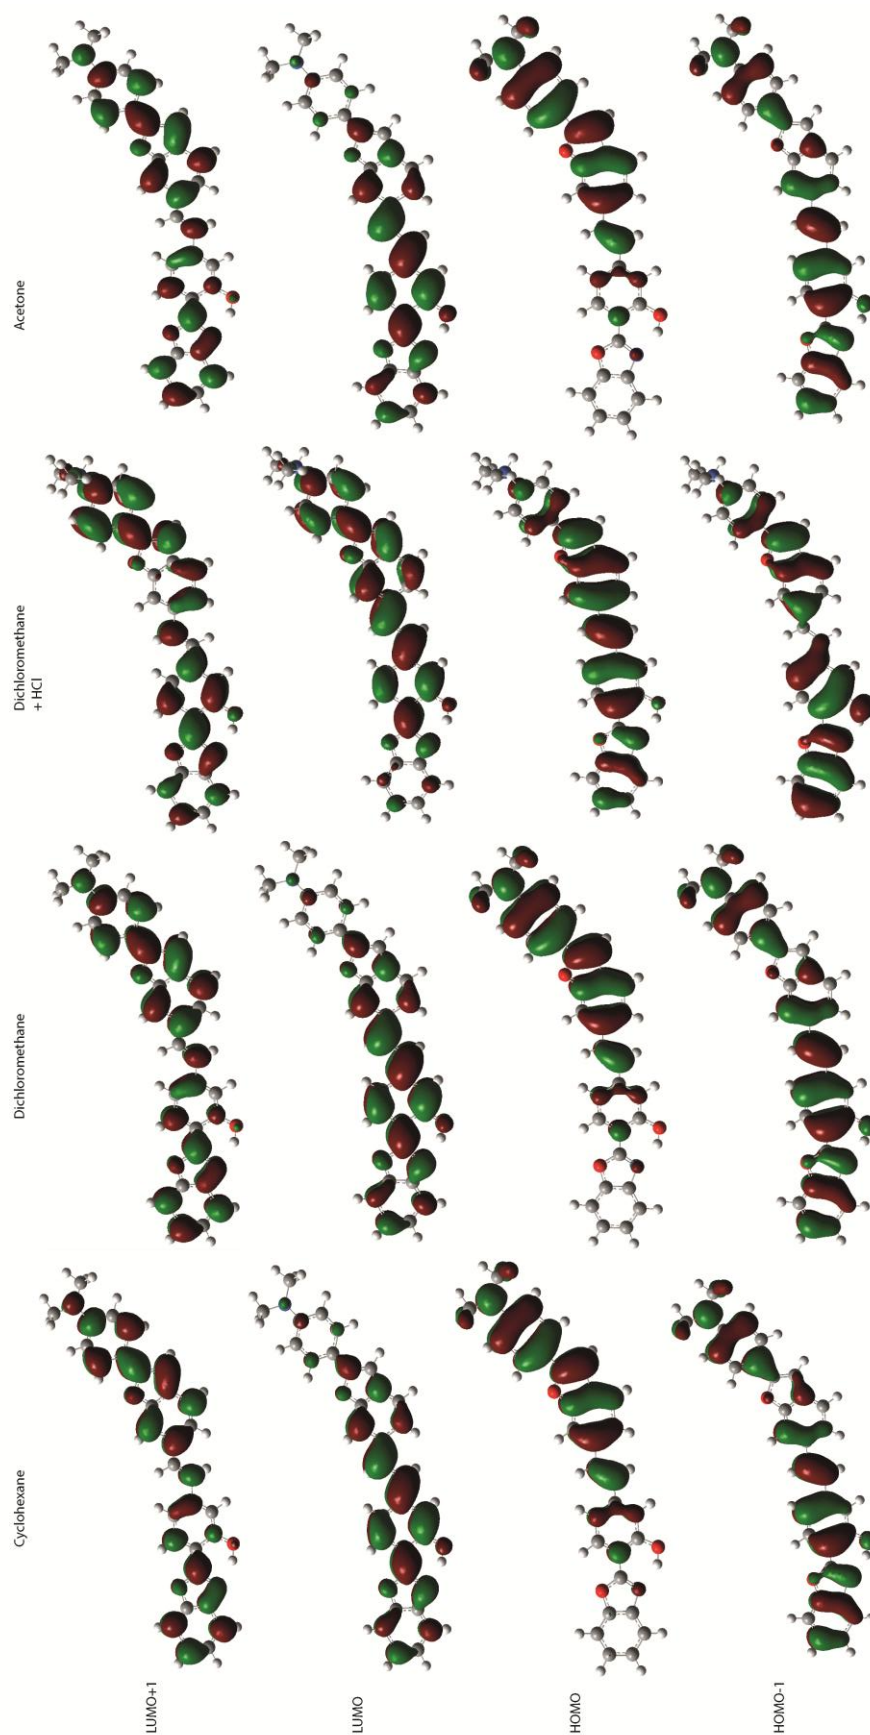 Acetone
Dichloromethane
+ HCl
Dichloromethane
Cyclohexane
LUMO+1
LUMO
HOMO
HOMO-1